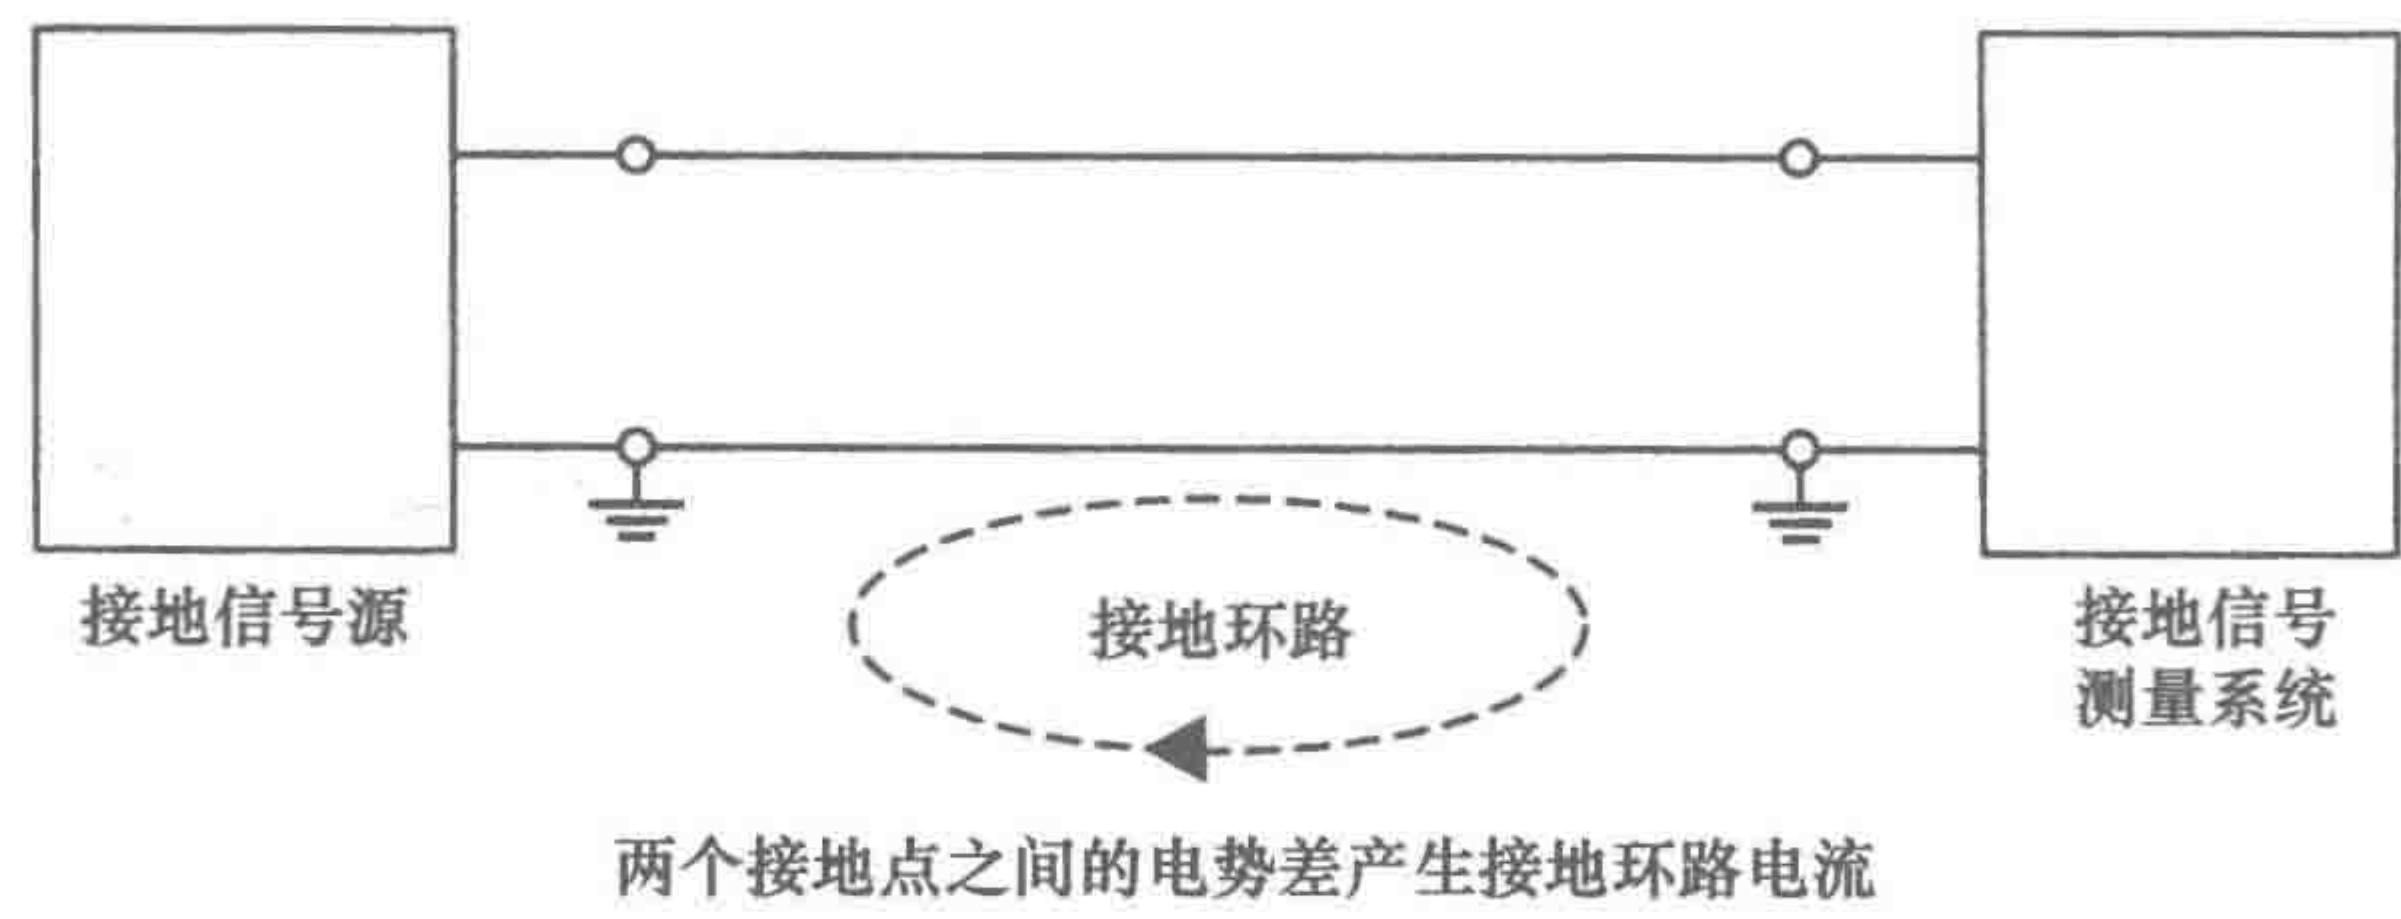 接地信号源
接地环路
接地信号
测量系统
两个接地点之间的电势差产生接地环路电流